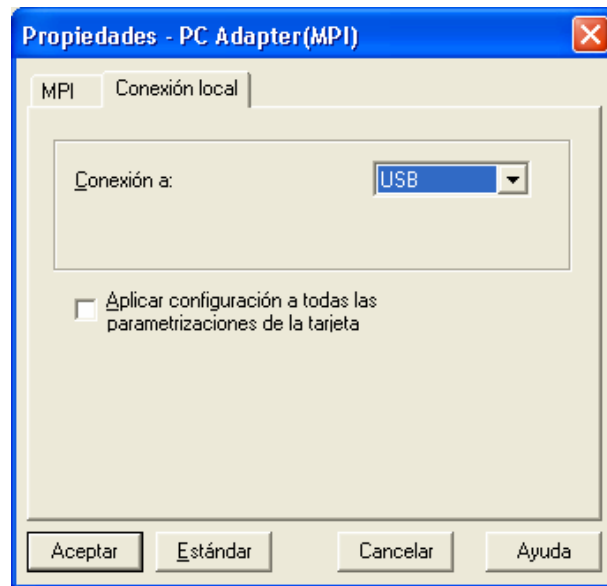 Propiedades - PC Adapter(MPI)
MPI
Conexión local
Conexión a:
USB
Aplicar configuración a todas las
parametrizaciones de la tarjeta
Aceptar
Estándar
Cancelar
Ayuda